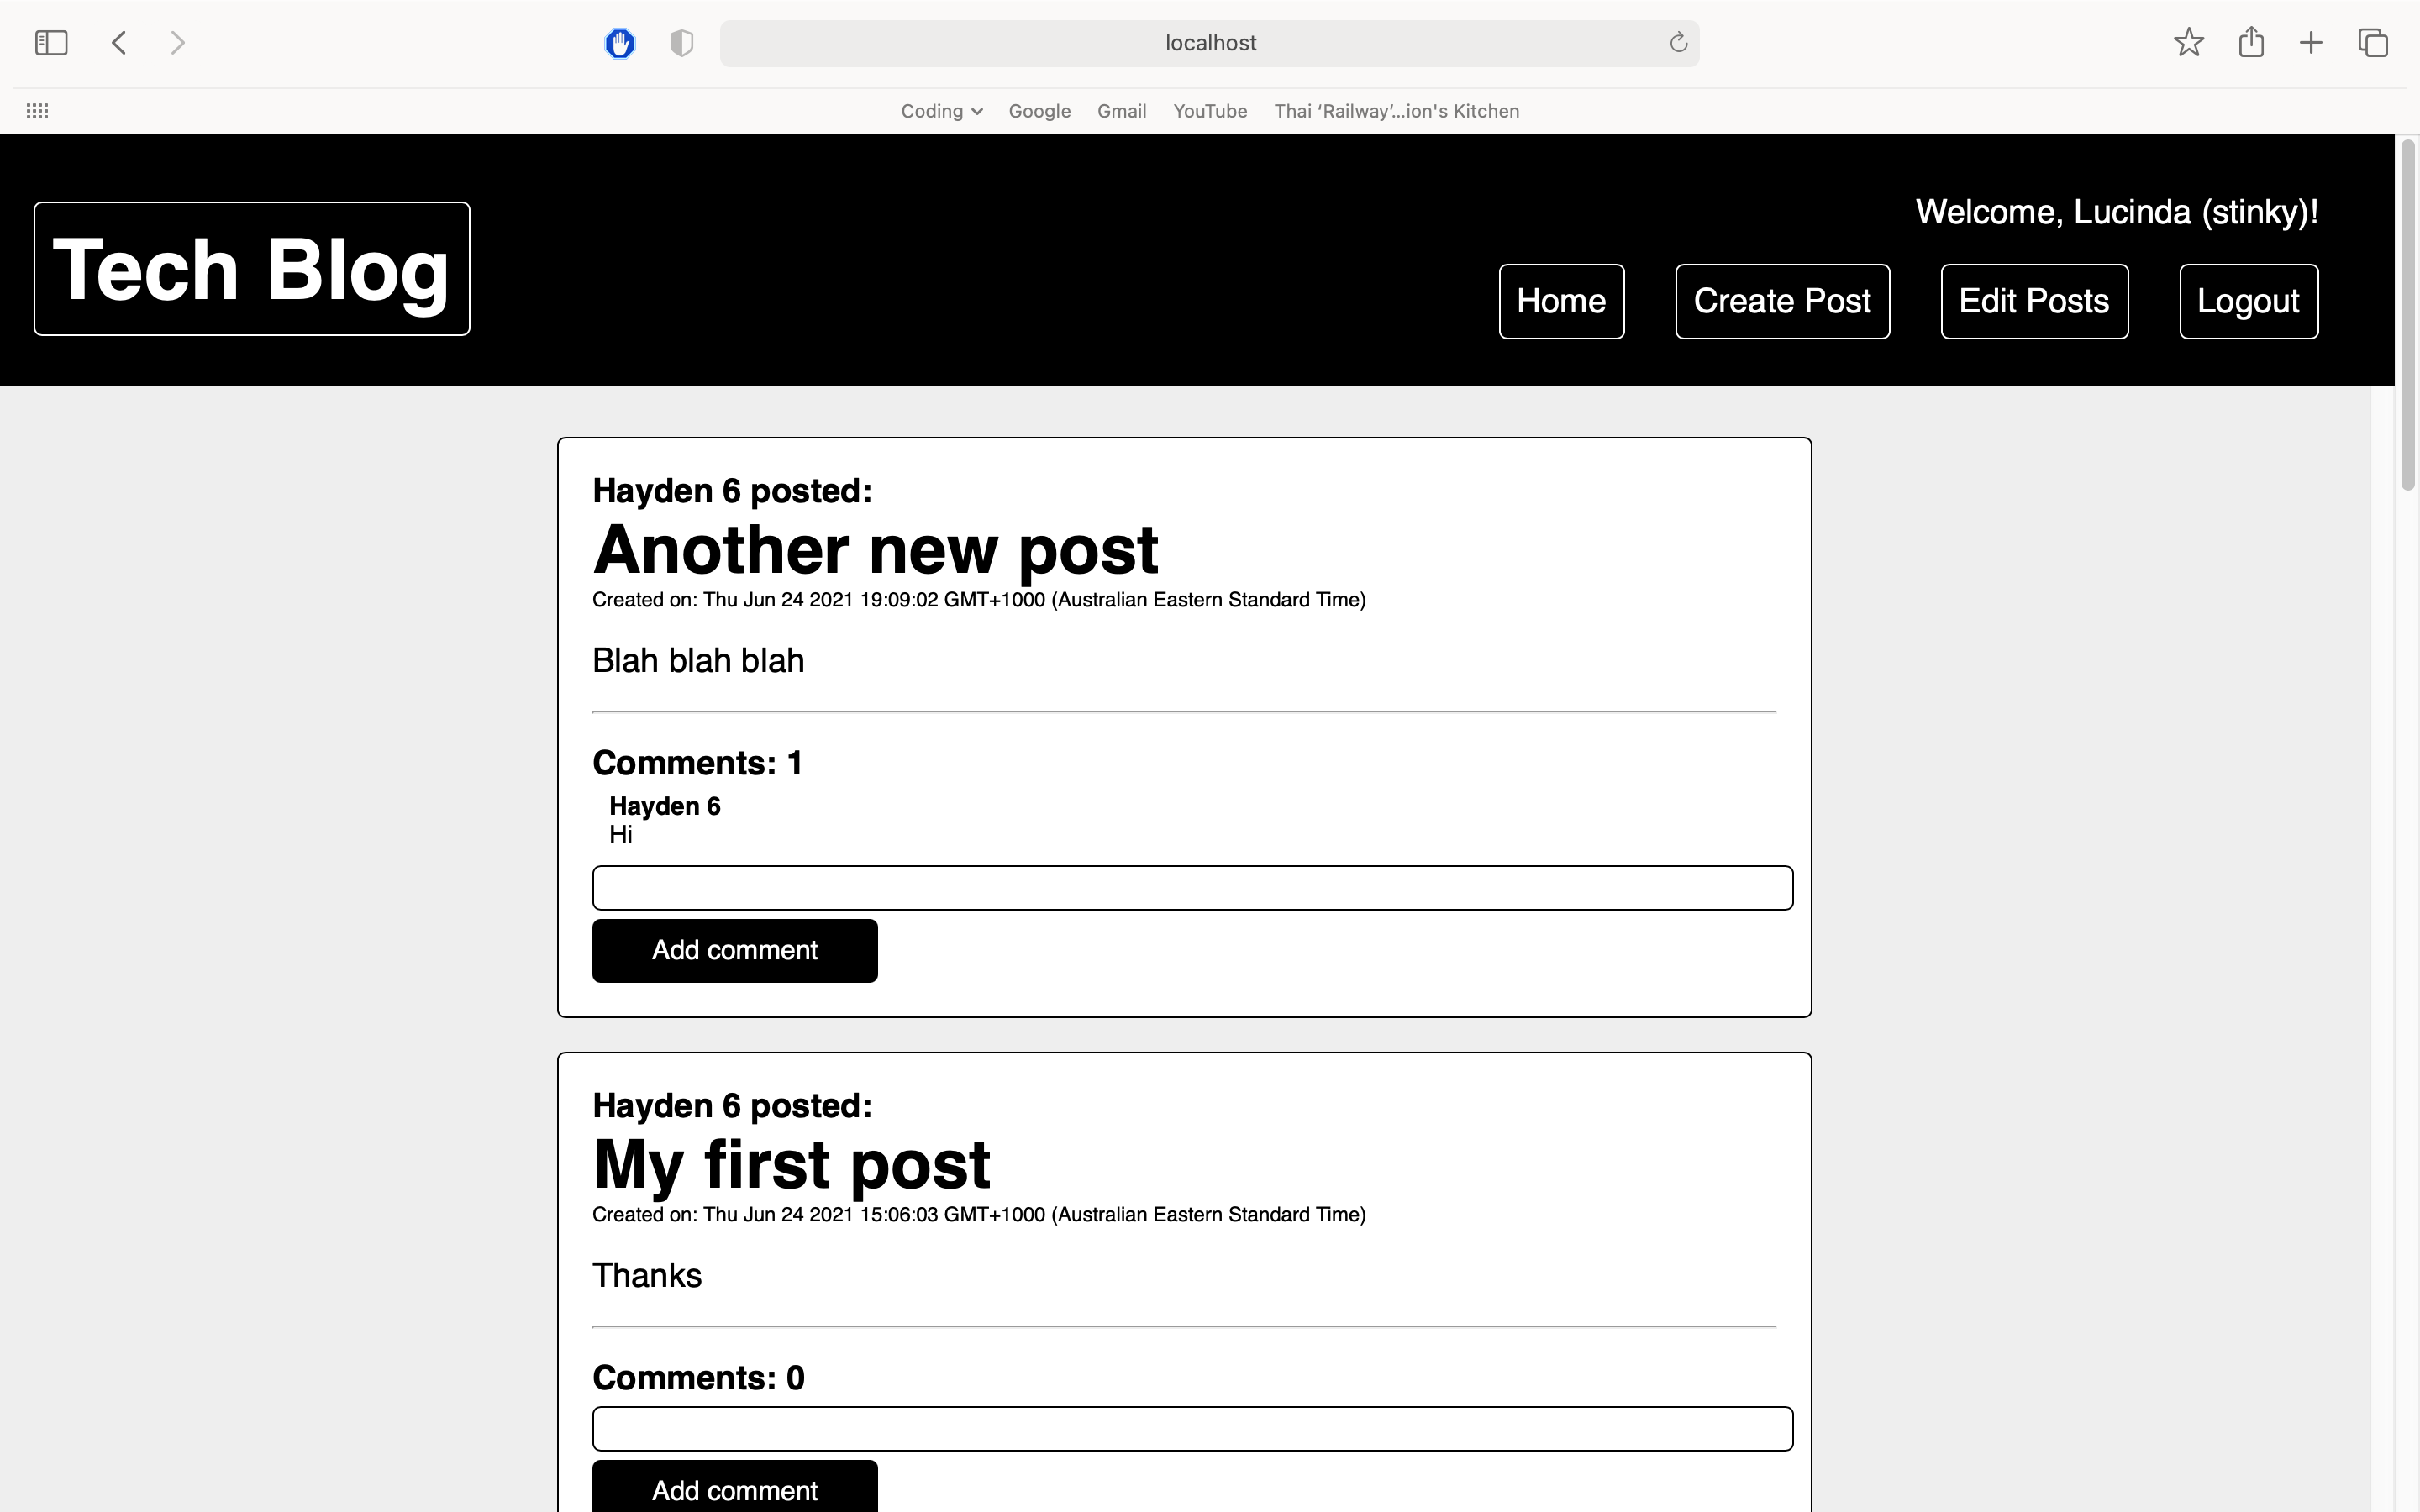 localhost
Coding Google Gmail YouTube Thai ‘Railway’...ion's Kitchen
Tech Blog
Welcome, Lucinda (stinky)!
Home Create Post Edit Posts Logout
Hayden 6 posted:
Another new post
Created on: Thu Jun 24 2021 19:09:02 GMT+1000 (Australian Eastern Standard Time)
Blah blah blah
Comments: 1
Hayden 6
Hi
Add comment
Hayden 6 posted:
My first post
Created on: Thu Jun 24 2021 15:06:03 GMT+1000 (Australian Eastern Standard Time)
Thanks
Comments: 0
Add comment